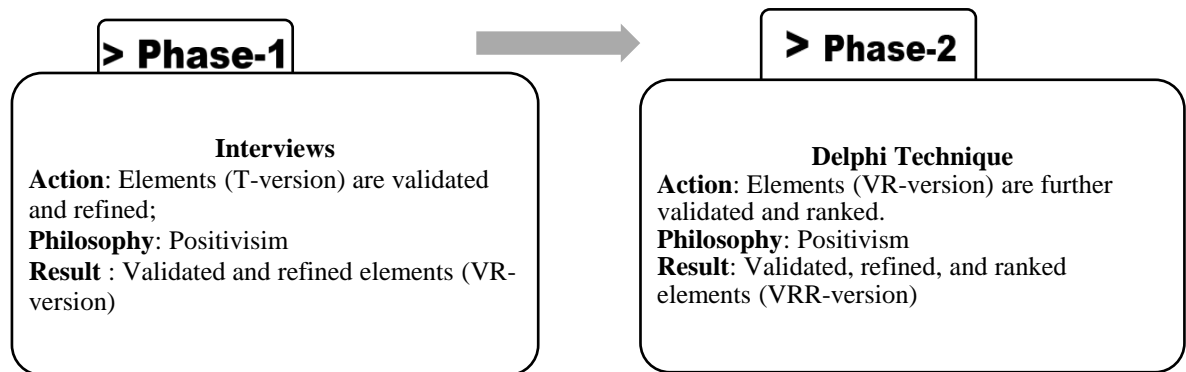 > Phase-1
Interviews
Action: Elements (T-version) are validated
and refined;
Philosophy: Positivisim
Result : Validated and refined elements (VR-
version)
> Phase-2
Delphi Technique
Action: Elements (VR-version) are further
validated and ranked.
Philosophy: Positivism
Result: Validated, refined, and ranked
elements (VRR-version)